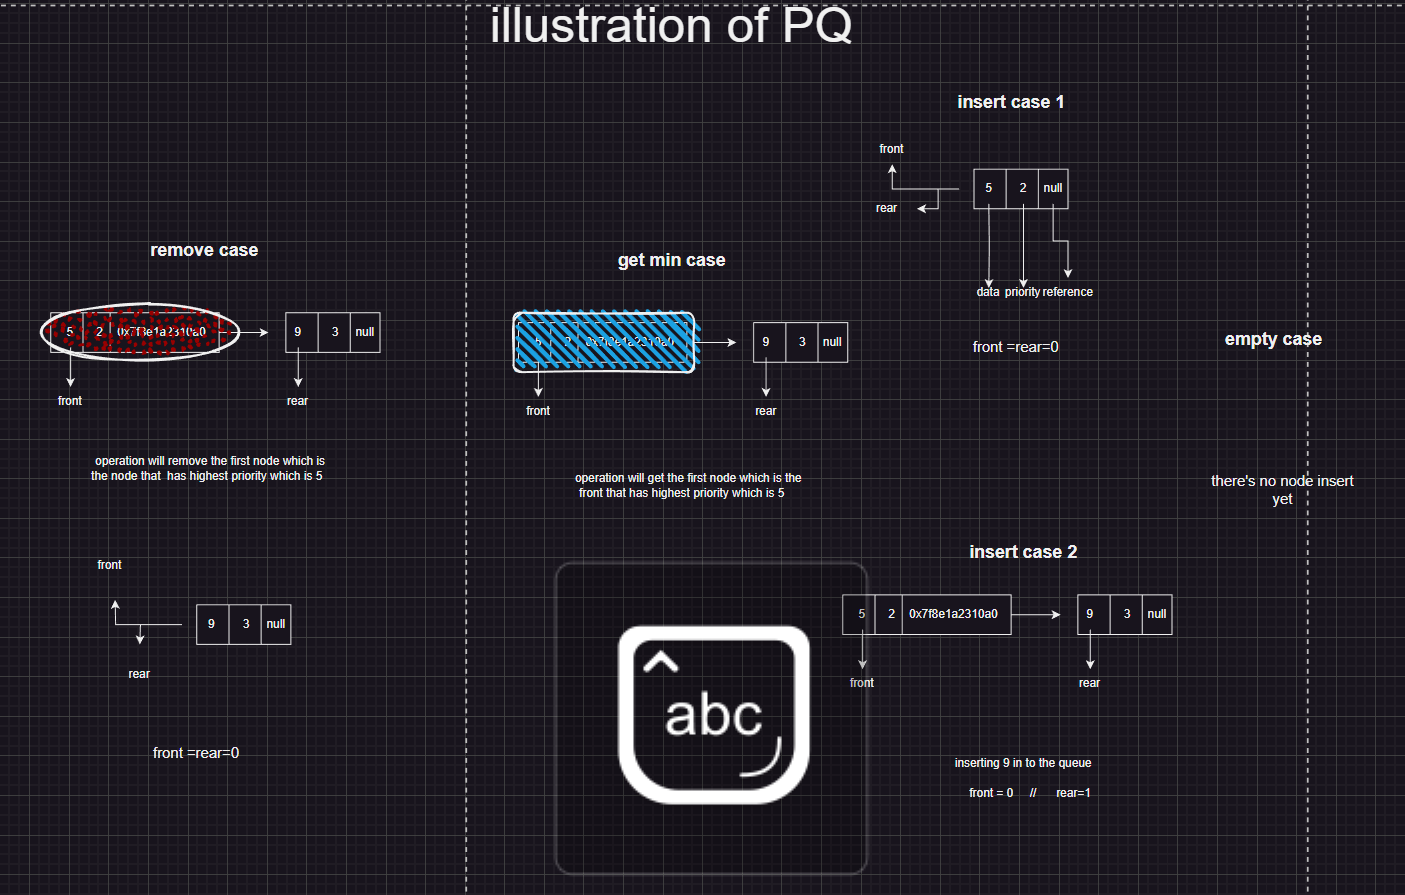 illustration of PQ
insert case 1
front
rear
5 2 null
data priority reference
front =rear=0
empty case
there's no node insert
yet
remove case
5 2 0x7f8e1a2310a0
9 3 null
front
rear
operation will remove the first node which is
the node that has highest priority which is 5
front
rear
9 3 null
front =rear=0
get min case
5 2 0x7f8e1a2310a0
9 3 null
front
rear
operation will get the first node which is the
front that has highest priority which is 5
abc
insert case 2
5 2 0x7f8e1a2310a0
9 3 null
front
rear
inserting 9 in to the queue
front = 0 // rear=1